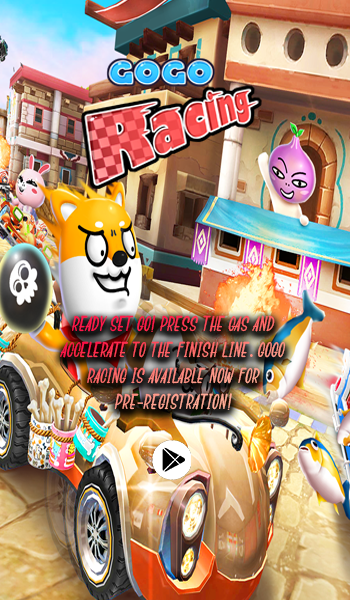 GOGO
Racing
READY SET GO! PRESS THE GAS AND
ACCELERATE TO THE FINISH LINE. GOGO
RACING IS AVAILABLE NOW FOR
PRE-REGISTRATION!